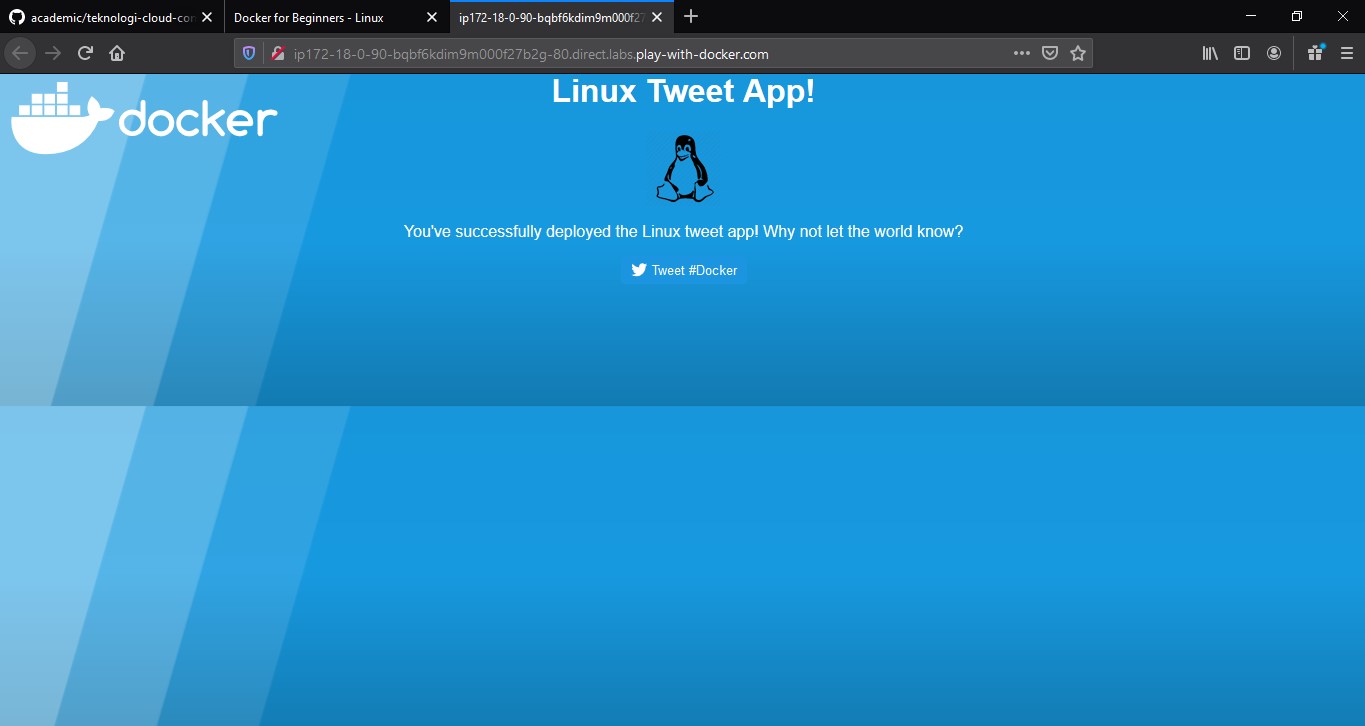 academic/teknologi-cloud-con
Docker for Beginners - Linux
ip172-18-0-90-bqbf6kdim9m000f27
ip172-18-0-90-bqbf6kdim9m000f27b2g-80.direct.labs.play-with-docker.com
docker
Linux Tweet App!
You've successfully deployed the Linux tweet app! Why not let the world know?
Tweet #Docker